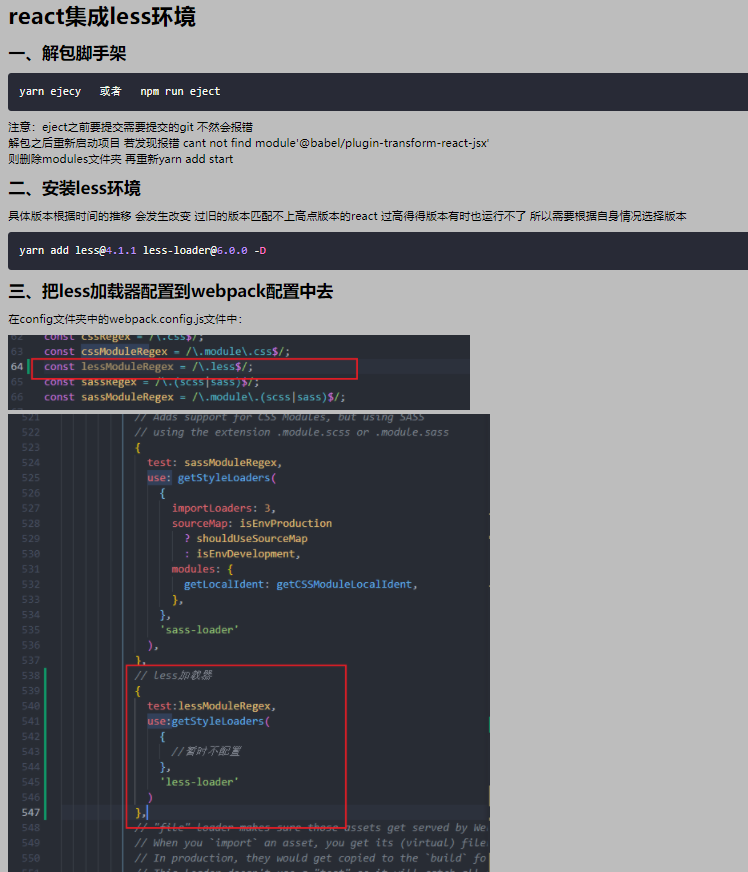 react集成less环境
一、解包脚手架
yarn ejecy   或者   npm run eject
注意：eject之前要提交需要提交的git 不然会报错
解包之后重新启动项目 若发现报错 cant not find module'@babel/plugin-transform-react-jsx'
则删除modules文件夹 再重新yarn add start
二、安装less环境
具体版本根据时间的推移 会发生改变 过旧的版本匹配不上高点版本的react 过高得得版本有时也运行不了 所以需要根据自身情况选择版本
yarn add less@4.1.1 less-loader@6.0.0 -D
三、把less加载器配置到webpack配置中去
在config文件夹中的webpack.config.js文件中：
62 const cssRegex = /\.css$/;
63 const cssModuleRegex = /\.module\.css$/;
64 const lessModuleRegex = /\.less$/;
65 const sassRegex = /\.(scss|sass)$/;
66 const sassModuleRegex = /\.module\.(scss|sass)$/;
521 // Adds support for CSS Modules, but using SASS
522 // using the extension .module.scss or .module.sass
523 {
524 test: sassModuleRegex,
525 use: getStyleLoaders(
526 {
527 importLoaders: 3,
528 sourceMap: isEnvProduction
529 ? shouldUseSourceMap
530 : isEnvDevelopment,
531 modules: {
532 getLocalIdent: getCSSModuleLocalIdent,
533 },
534 },
535 'sass-loader'
536 ),
537 },
538 // less加载器
539 {
540 test:lessModuleRegex,
541 use:getStyleLoaders(
542 {
543 //暂时不配置
544 },
545 'less-loader'
546 )
547 },
548 // "file" loader makes sure those assets get served by We
549 // When you `import` an asset, you get its (virtual) file
550 // In production, they would get copied to the `build` fo